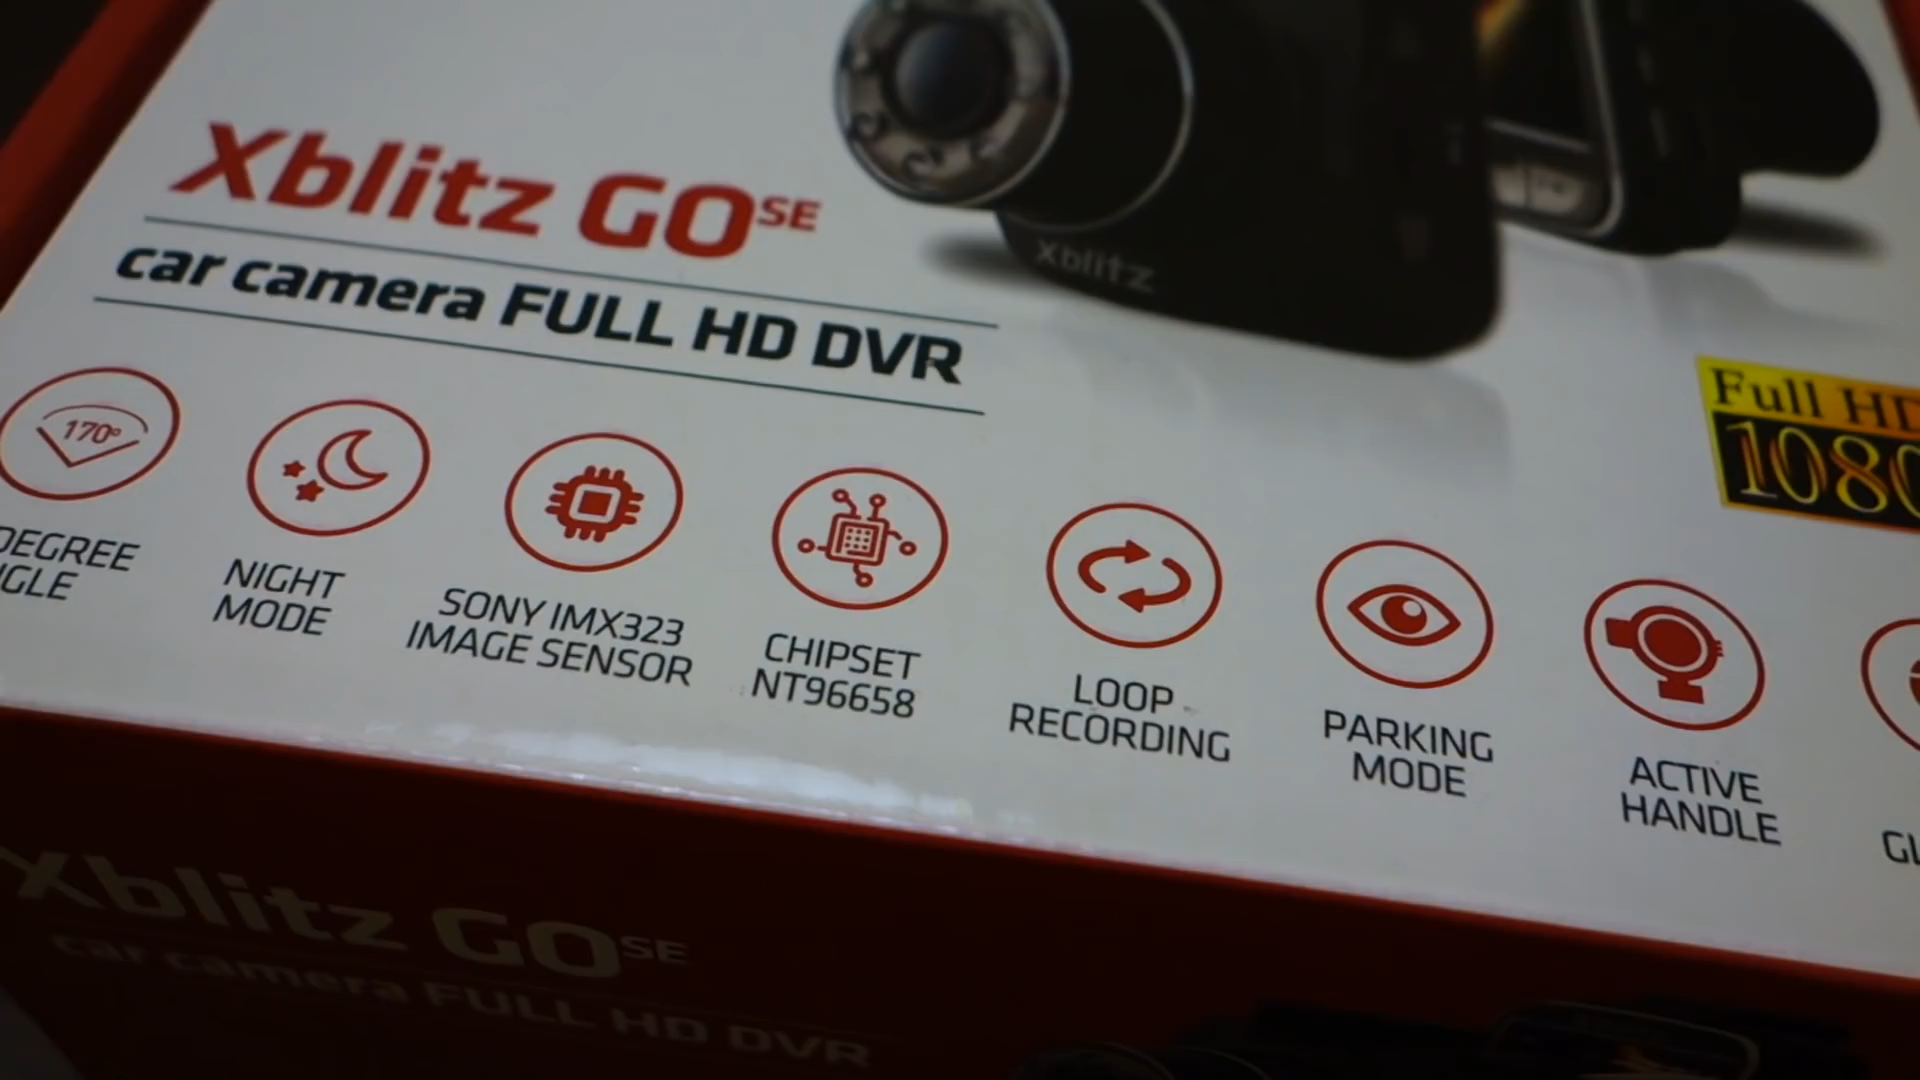 Xblitz GO SE
car camera FULL HD DVR
Xblitz
Full HD
1080
170°
DEGREE
NIGHT
MODE
SONY IMX323
IMAGE SENSOR
CHIPSET
NT96658
LOOP
RECORDING
PARKING
MODE
ACTIVE
HANDLE
Xblitz GO SE
car camera FULL HD DVR